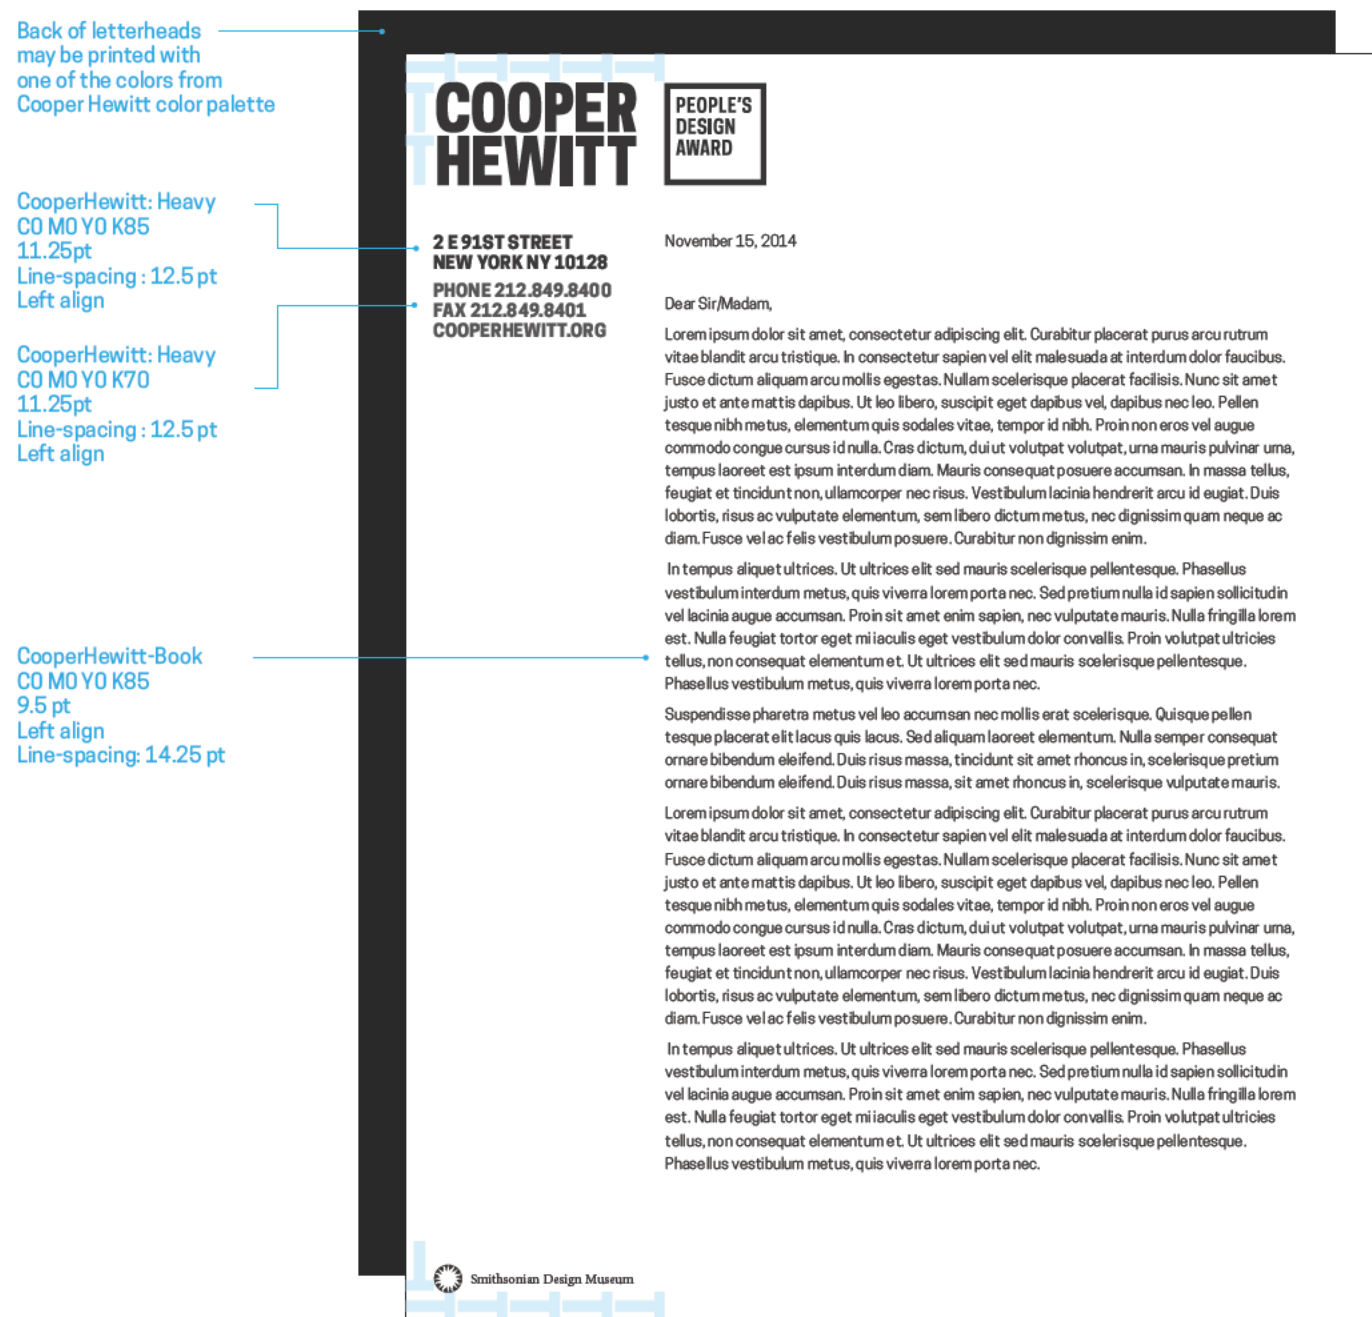 Back of letterheads
may be printed with
one of the colors from
Cooper Hewitt color palette
CooperHewitt: Heavy
C0 M0 Y0 K85
11.25pt
Line-spacing : 12.5 pt
Left align
CooperHewitt: Heavy
C0 M0 Y0 K70
11.25pt
Line-spacing : 12.5 pt
Left align
CooperHewitt-Book
C0 M0 Y0 K85
9.5 pt
Left align
Line-spacing: 14.25 pt
COOPER
HEWITT
PEOPLE'S
DESIGN
AWARD
2 E 91ST STREET
NEW YORK NY 10128
PHONE 212.849.8400
FAX 212.849.8401
COOPERHEWITT.ORG
November 15, 2014
Dear Sir/Madam,
Lorem ipsum dolor sit amet, consectetur adipiscing elit. Curabitur placerat purus arcu rutrum
vitae blandit arcu tristique. In consectetur sapien vel elit malesuada at interdum dolor faucibus.
Fusce dictum aliquam arcu mollis egestas. Nullam scelerisque placerat facilisis. Nunc sit amet
justo et ante mattis dapibus. Ut leo libero, suscipit eget dapibus vel, dapibus nec leo. Pellen
tesque nibh metus, elementum quis sodales vitae, tempor id nibh. Proin non eros vel augue
commodo congue cursus id nulla. Cras dictum, dui ut volutpat volutpat, urna mauris pulvinar urna,
tempus laoreet est ipsum interdum diam. Mauris consequat posuere accumsan. In massa tellus,
feugiat et tincidunt non, ullamcorper nec risus. Vestibulum lacinia hendrerit arcu id eugiat. Duis
lobortis, risus ac vulputate elementum, sem libero dictum metus, nec dignissim quam neque ac
diam. Fusce vel ac felis vestibulum posuere. Curabitur non dignissim enim.
In tempus aliquet ultrices. Ut ultrices elit sed mauris scelerisque pellentesque. Phasellus
vestibulum interdum metus, quis viverra lorem porta nec. Sed pretium nulla id sapien sollicitudin
vel lacinia augue accumsan. Proin sit amet enim sapien, nec vulputate mauris. Nulla fringilla lorem
est. Nulla feugiat tortor eget mi iaculis eget vestibulum dolor convallis. Proin volutpat ultricies
tellus, non consequat elementum et. Ut ultrices elit sed mauris scelerisque pellentesque.
Phasellus vestibulum metus, quis viverra lorem porta nec.
Suspendisse pharetra metus vel leo accumsan nec mollis erat scelerisque. Quisque pellen
tesque placerat elit lacus quis lacus. Sed aliquam laoreet elementum. Nulla semper consequat
ornare bibendum eleifend. Duis risus massa, tincidunt sit amet rhoncus in, scelerisque pretium
ornare bibendum eleifend. Duis risus massa, sit amet rhoncus in, scelerisque vulputate mauris.
Lorem ipsum dolor sit amet, consectetur adipiscing elit. Curabitur placerat purus arcu rutrum
vitae blandit arcu tristique. In consectetur sapien vel elit malesuada at interdum dolor faucibus.
Fusce dictum aliquam arcu mollis egestas. Nullam scelerisque placerat facilisis. Nunc sit amet
justo et ante mattis dapibus. Ut leo libero, suscipit eget dapibus vel, dapibus nec leo. Pellen
tesque nibh metus, elementum quis sodales vitae, tempor id nibh. Proin non eros vel augue
commodo congue cursus id nulla. Cras dictum, dui ut volutpat volutpat, urna mauris pulvinar urna,
tempus laoreet est ipsum interdum diam. Mauris consequat posuere accumsan. In massa tellus,
feugiat et tincidunt non, ullamcorper nec risus. Vestibulum lacinia hendrerit arcu id eugiat. Duis
lobortis, risus ac vulputate elementum, sem libero dictum metus, nec dignissim quam neque ac
diam. Fusce vel ac felis vestibulum posuere. Curabitur non dignissim enim.
In tempus aliquet ultrices. Ut ultrices elit sed mauris scelerisque pellentesque. Phasellus
vestibulum interdum metus, quis viverra lorem porta nec. Sed pretium nulla id sapien sollicitudin
vel lacinia augue accumsan. Proin sit amet enim sapien, nec vulputate mauris. Nulla fringilla lorem
est. Nulla feugiat tortor eget mi iaculis eget vestibulum dolor convallis. Proin volutpat ultricies
tellus, non consequat elementum et. Ut ultrices elit sed mauris scelerisque pellentesque.
Phasellus vestibulum metus, quis viverra lorem porta nec.
Smithsonian Design Museum